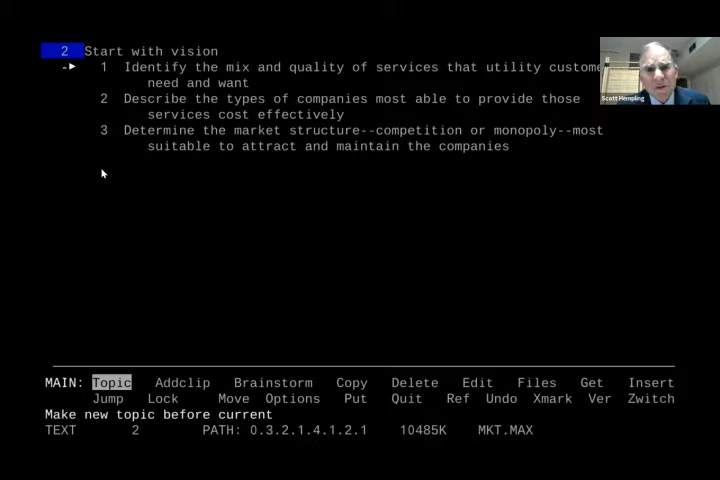 2 Start with vision
1 Identify the mix and quality of services that utility custome
need and want
2 Describe the types of companies most able to provide those
services cost effectively
3 Determine the market structure--competition or monopoly--most
suitable to attract and maintain the companies
Scott Hempling
MAIN: Topic Addclip Brainstorm Copy Delete Edit Files Get Insert
Jump Lock Move Options Put Quit Ref Undo Xmark Ver Zwitch
Make new topic before current
TEXT 2 PATH: 0.3.2.1.4.1.2.1 10485K MKT.MAX